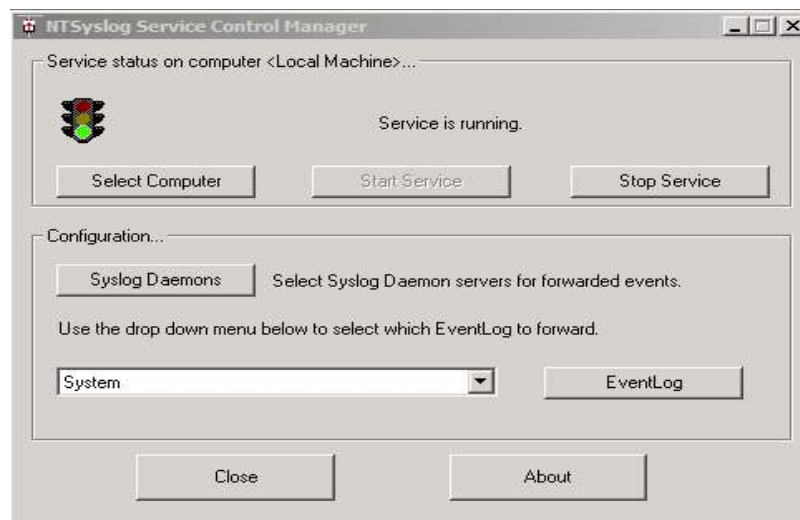 NTSyslog Service Control Manager
Service status on computer <Local Machine>...
Service is running.
Select Computer
Start Service
Stop Service
Configuration...
Syslog Daemons
Select Syslog Daemon servers for forwarded events.
Use the drop down menu below to select which EventLog to forward.
System
EventLog
Close
About